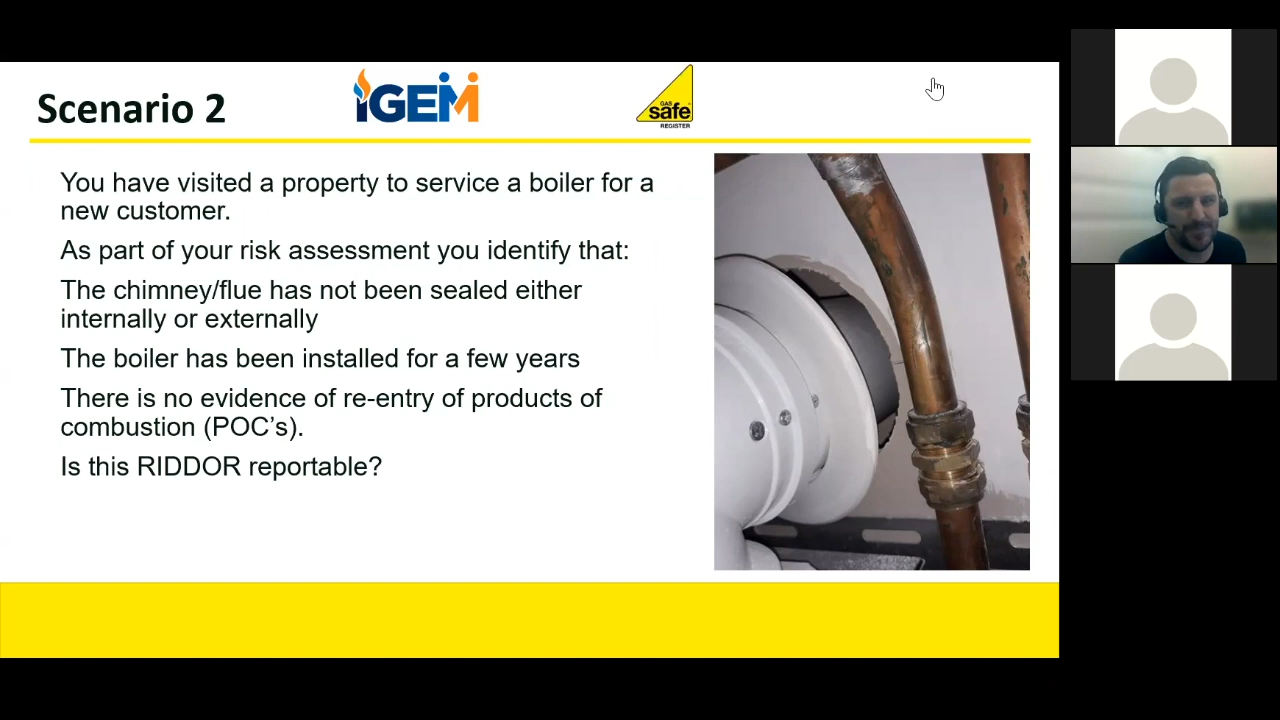 Scenario 2
iGEM
GAS
safe
REGISTER
You have visited a property to service a boiler for a
new customer.
As part of your risk assessment you identify that:
The chimney/flue has not been sealed either
internally or externally
The boiler has been installed for a few years
There is no evidence of re-entry of products of
combustion (POC’s).
Is this RIDDOR reportable?